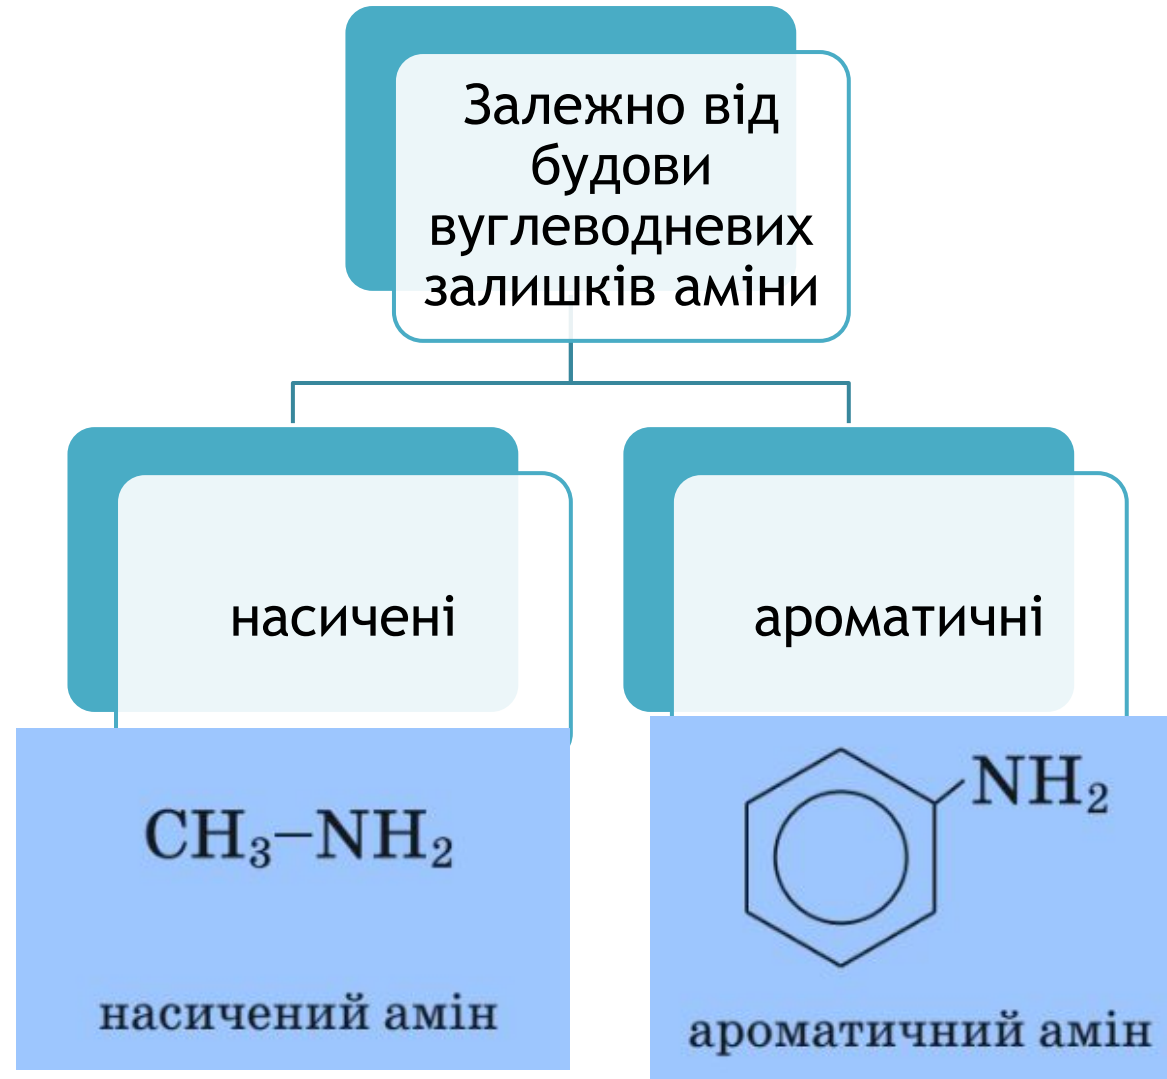 Залежно від
будови
вуглеводневих
залишків аміни
насичені
ароматичні
CH₃–NH₂
насичений амін
NH₂
ароматичний амін